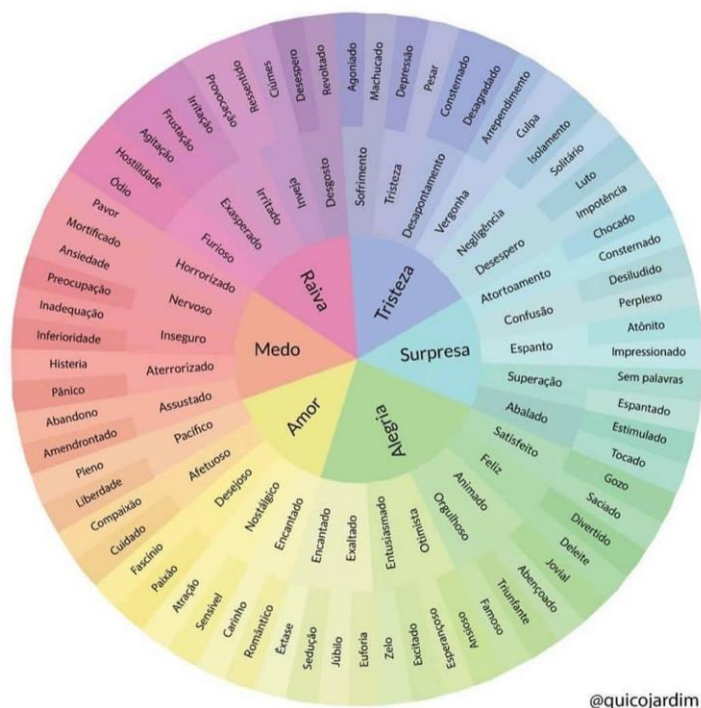 Raiva
Tristeza
Surpresa
Alegria
Amor
Medo
Sofrimento
Tristeza
Desapontamento
Vergonha
Negligência
Desespero
Atortoamento
Confusão
Espanto
Superação
Abalado
Satisfeito
Feliz
Animado
Orgulhoso
Otimista
Entusiasmado
Exaltado
Encantado
Encantado
Nostálgico
Desejoso
Afetuoso
Pacífico
Assustado
Aterrorizado
Inseguro
Nervoso
Horrorizado
Furioso
Exasperado
Irritado
Inveja
Desgosto
Agoniado
Machucado
Depressão
Pesar
Consternado
Desagradado
Arrependimento
Culpa
Isolamento
Solitário
Luto
Impotência
Chocado
Consternado
Desiludido
Perplexo
Atônito
Impressionado
Sem palavras
Espantado
Estimulado
Tocado
Gozo
Saciado
Divertido
Deleite
Jovial
Abençoado
Triunfante
Famoso
Ansioso
Esperançoso
Excitado
Zelo
Euforia
Júbilo
Sedução
Êxtase
Romântico
Carinho
Sensível
Atração
Paixão
Fascínio
Cuidado
Compaixão
Liberdade
Pleno
Amendrontado
Abandono
Pânico
Histeria
Inferioridade
Inadequação
Preocupação
Ansiedade
Mortificado
Pavor
Ódio
Hostilidade
Agitação
Frustação
Irritação
Provocação
Ressentido
Ciúmes
Desespero
Revoltado
@quicojardim